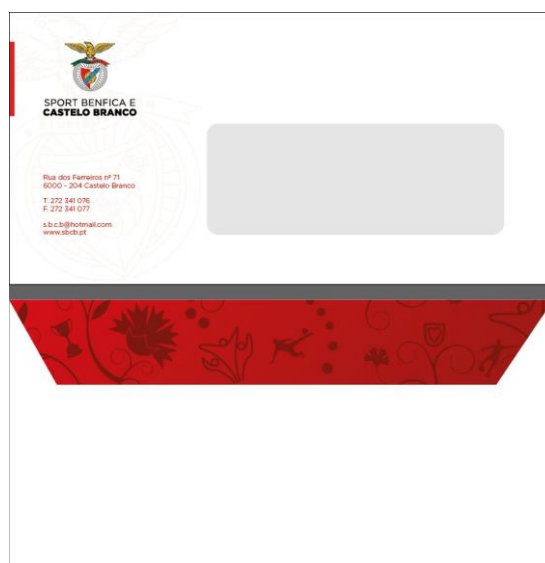 SPORT BENFICA E
CASTELO BRANCO
Rua dos Ferreiros nº 71
6000 - 204 Castelo Branco
T. 272 341 076
F. 272 341 077
s.b.c.b@hotmail.com
www.sbcb.pt